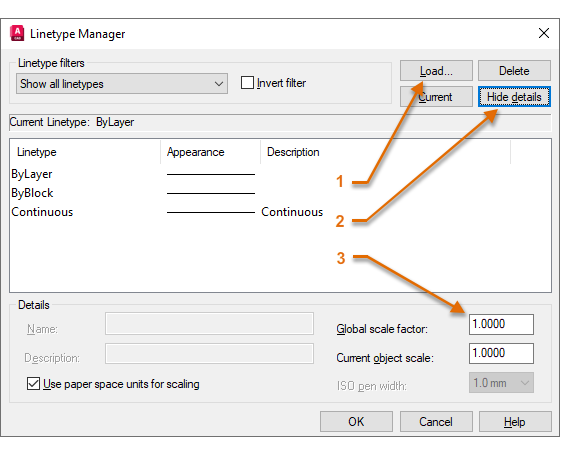 Linetype Manager
Linetype filters
Show all linetypes
Invert filter
Load...
Delete
Current
Hide details
Current Linetype: ByLayer
Linetype Appearance Description
ByLayer
ByBlock
Continuous Continuous
1
2
3
Details
Name:
Description:
Global scale factor: 1.0000
Current object scale: 1.0000
Use paper space units for scaling
ISO pen width: 1.0 mm
OK Cancel Help